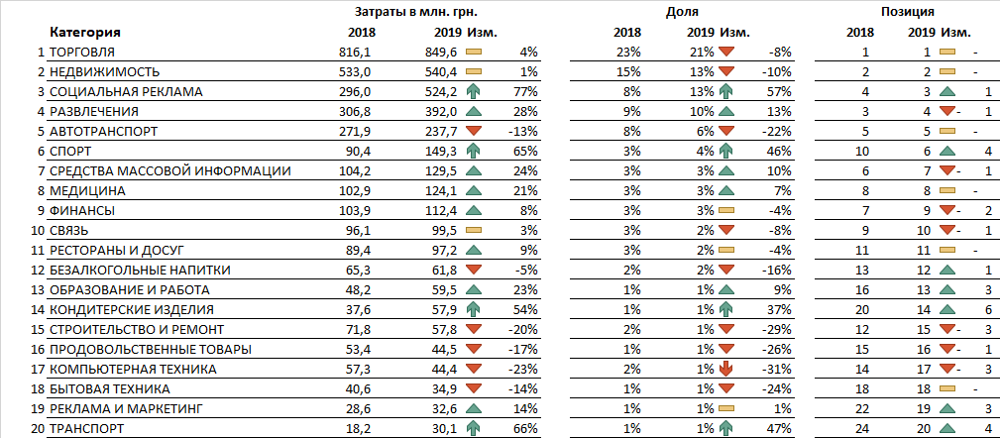 Затраты в млн. грн. Доля Позиция
Категория 2018 2019 Изм. 2018 2019 Изм. 2018 2019 Изм.
1 ТОРГОВЛЯ 816,1 849,6 4% 23% 21% -8% 1 1 -
2 НЕДВИЖИМОСТЬ 533,0 540,4 1% 15% 13% -10% 2 2 -
3 СОЦИАЛЬНАЯ РЕКЛАМА 296,0 524,2 77% 8% 13% 57% 4 3 1
4 РАЗВЛЕЧЕНИЯ 306,8 392,0 28% 9% 10% 13% 3 4 - 1
5 АВТОТРАНСПОРТ 271,9 237,7 -13% 8% 6% -22% 5 5 -
6 СПОРТ 90,4 149,3 65% 3% 4% 46% 10 6 4
7 СРЕДСТВА МАССОВОЙ ИНФОРМАЦИИ 104,2 129,5 24% 3% 3% 10% 6 7 - 1
8 МЕДИЦИНА 102,9 124,1 21% 3% 3% 7% 8 8 -
9 ФИНАНСЫ 103,9 112,4 8% 3% 3% -4% 7 9 - 2
10 СВЯЗЬ 96,1 99,5 3% 3% 2% -8% 9 10 - 1
11 РЕСТОРАНЫ И ДОСУГ 89,4 97,2 9% 3% 2% -4% 11 11 -
12 БЕЗАЛКОГОЛЬНЫЕ НАПИТКИ 65,3 61,8 -5% 2% 2% -16% 13 12 1
13 ОБРАЗОВАНИЕ И РАБОТА 48,2 59,5 23% 1% 1% 9% 16 13 3
14 КОНДИТЕРСКИЕ ИЗДЕЛИЯ 37,6 57,9 54% 1% 1% 37% 20 14 6
15 СТРОИТЕЛЬСТВО И РЕМОНТ 71,8 57,8 -20% 2% 1% -29% 12 15 - 3
16 ПРОДОВОЛЬСТВЕННЫЕ ТОВАРЫ 53,4 44,5 -17% 1% 1% -26% 15 16 - 1
17 КОМПЬЮТЕРНАЯ ТЕХНИКА 57,3 44,4 -23% 2% 1% -31% 14 17 - 3
18 БЫТОВАЯ ТЕХНИКА 40,6 34,9 -14% 1% 1% -24% 18 18 -
19 РЕКЛАМА И МАРКЕТИНГ 28,6 32,6 14% 1% 1% 1% 22 19 3
20 ТРАНСПОРТ 18,2 30,1 66% 1% 1% 47% 24 20 4